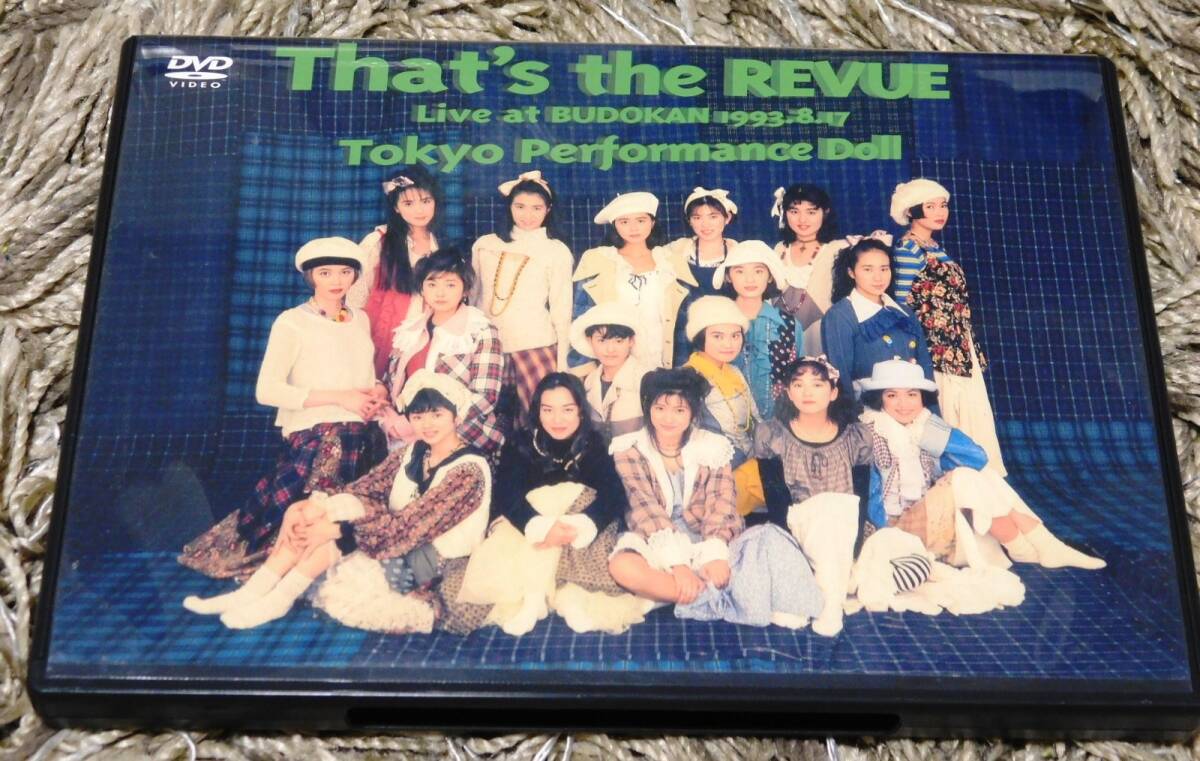 DVD
VIDEO
That's the REVUE
Live at BUDOKAN 1993.8.17
Tokyo Performance Doll